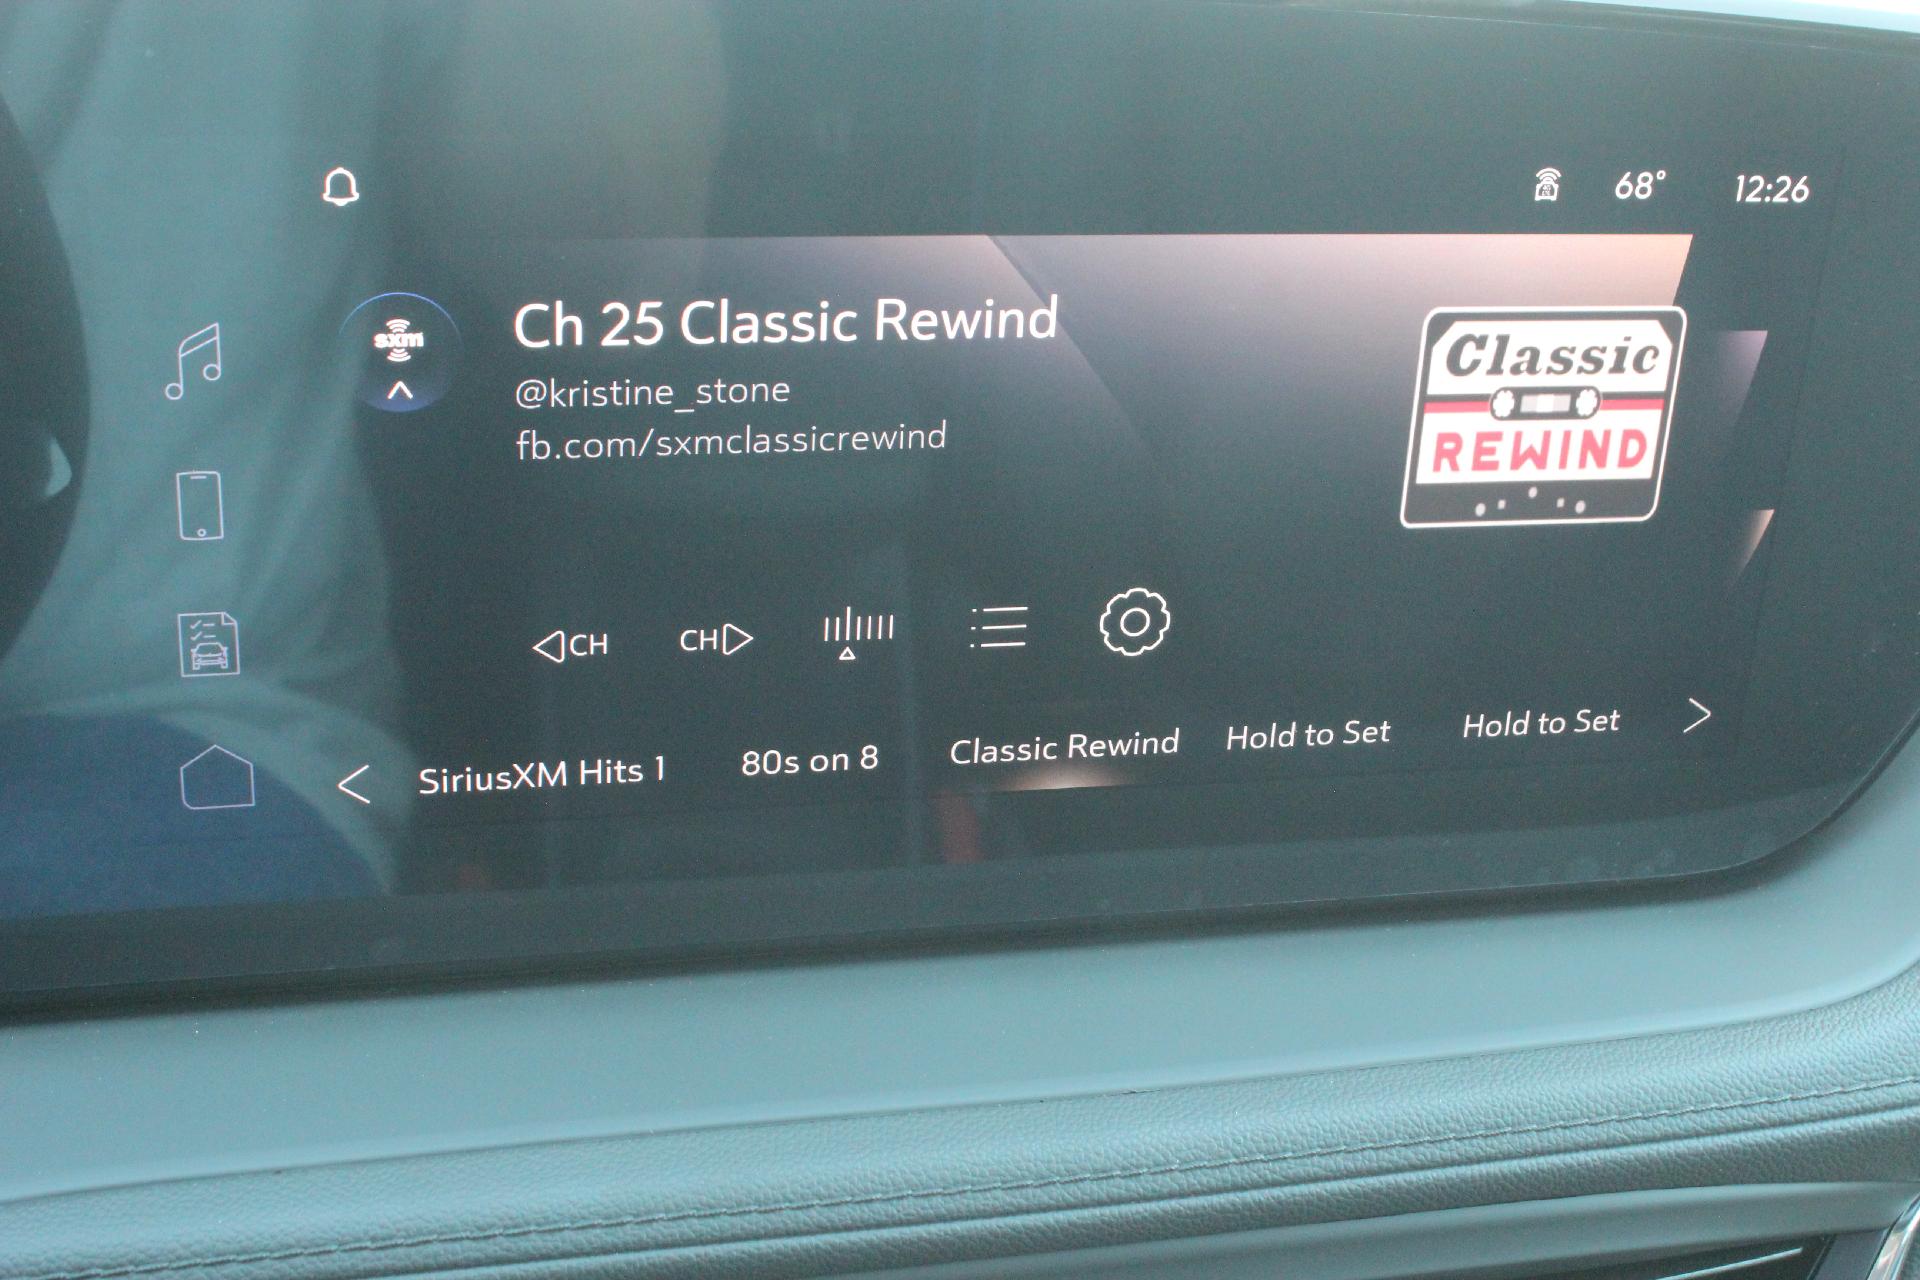 68° 12:26
sxm
Ch 25 Classic Rewind
@kristine_stone
fb.com/sxmclassicrewind
Classic
REWIND
CH CH
SiriusXM Hits 1 80s on 8 Classic Rewind Hold to Set Hold to Set